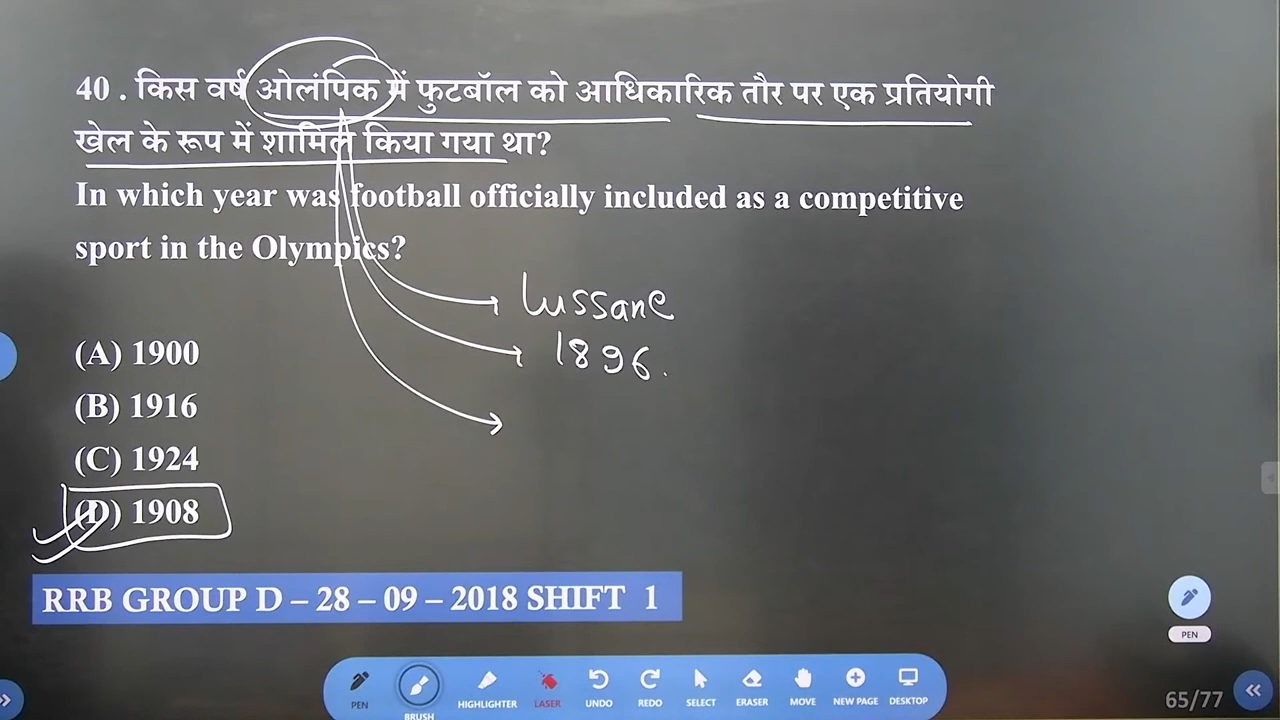 40 . किस वर्ष ओलंपिक में फुटबॉल को आधिकारिक तौर पर एक प्रतियोगी
खेल के रूप में शामिल किया गया था?
In which year was football officially included as a competitive
sport in the Olympics?
Lussane
1896.
(A) 1900
(B) 1916
(C) 1924
(D) 1908
RRB GROUP D – 28 – 09 – 2018 SHIFT 1
PEN
PEN BRUSH HIGHLIGHTER LASER UNDO REDO SELECT ERASER MOVE NEW PAGE DESKTOP
65/77